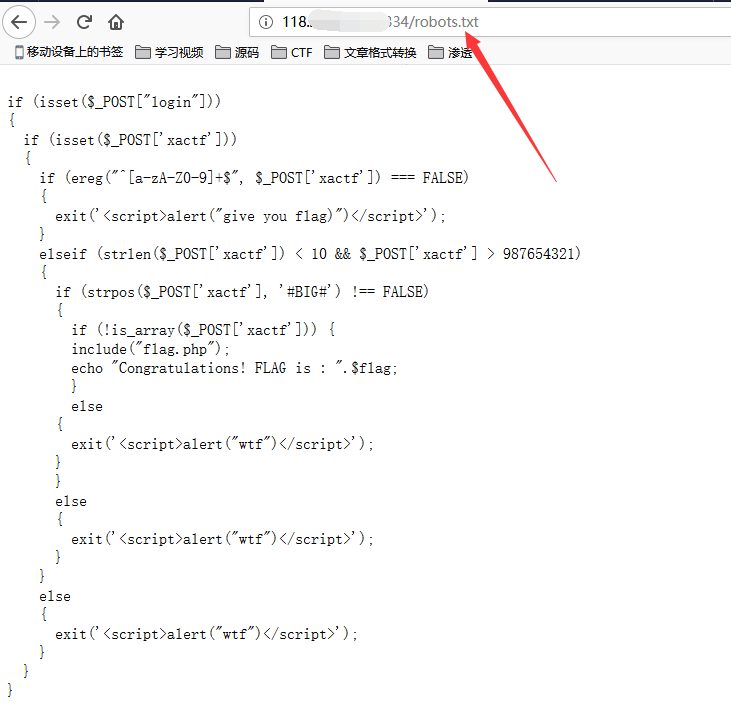 118. 334/robots.txt
移动设备上的书签 学习视频 源码 CTF 文章格式转换 渗透
if (isset($_POST["login"]))
{
if (isset($_POST['xactf']))
{
if (ereg("^[a-zA-Z0-9]+$", $_POST['xactf']) === FALSE)
{
exit('<script>alert("give you flag)")</script>');
}
elseif (strlen($_POST['xactf']) < 10 && $_POST['xactf'] > 987654321)
{
if (strpos($_POST['xactf'], '#BIG#') !== FALSE)
{
if (!is_array($_POST['xactf'])) {
include("flag.php");
echo "Congratulations! FLAG is : ".$flag;
}
else
{
exit('<script>alert("wtf")</script>');
}
}
else
{
exit('<script>alert("wtf")</script>');
}
}
else
{
exit('<script>alert("wtf")</script>');
}
}
}